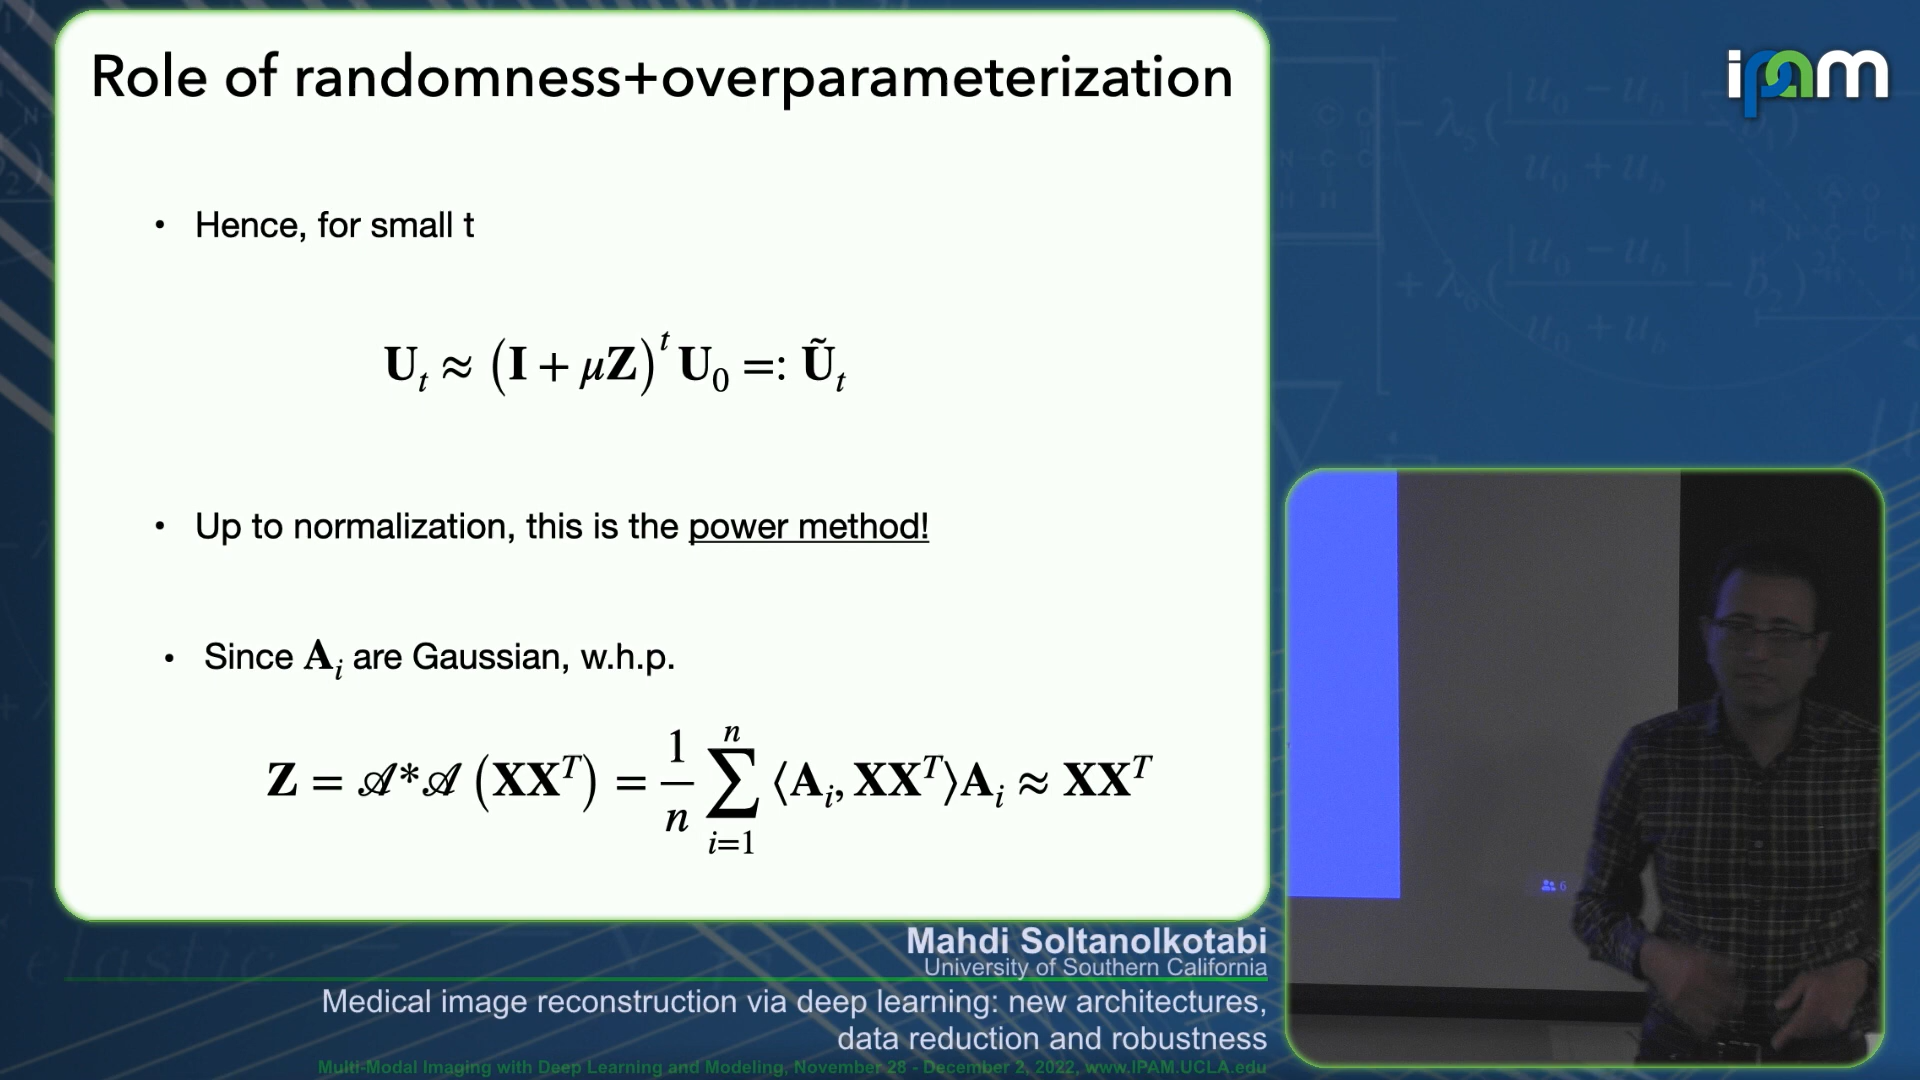 Role of randomness+overparameterization
ipam
• Hence, for small t
U_t ≈ (I + μZ)^t U_0 =: Ũ_t
• Up to normalization, this is the power method!
• Since A_i are Gaussian, w.h.p.
Z = 𝒜*𝒜 (XX^T) = 1/n ∑_{i=1}^{n} ⟨A_i, XX^T⟩A_i ≈ XX^T
6
Mahdi Soltanolkotabi
University of Southern California
Medical image reconstruction via deep learning: new architectures,
data reduction and robustness
Multi-Modal Imaging with Deep Learning and Modeling, November 28 - December 2, 2022, www.IPAM.UCLA.edu